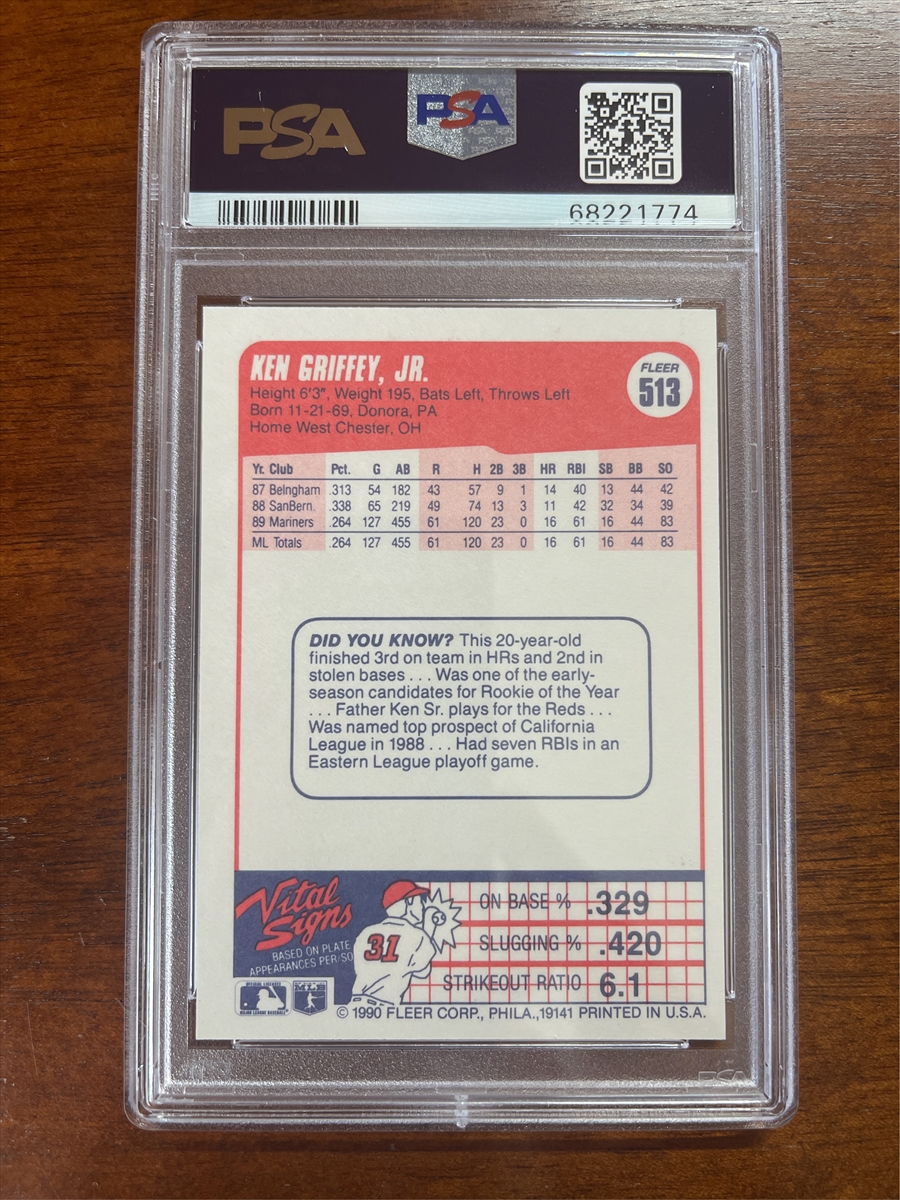 PSA
PSA
68221774
KEN GRIFFEY, JR.
FLEER
513
Height 6'3", Weight 195, Bats Left, Throws Left
Born 11-21-69, Donora, PA
Home West Chester, OH
Yr. Club Pct. G AB R H 2B 3B HR RBI SB BB SO
87 Belngham .313 54 182 43 57 9 1 14 40 13 44 42
88 SanBern. .338 65 219 49 74 13 3 11 42 32 34 39
89 Mariners .264 127 455 61 120 23 0 16 61 16 44 83
ML Totals .264 127 455 61 120 23 0 16 61 16 44 83
DID YOU KNOW? This 20-year-old
finished 3rd on team in HRs and 2nd in
stolen bases . . . Was one of the early-
season candidates for Rookie of the Year
. . . Father Ken Sr. plays for the Reds . . .
Was named top prospect of California
League in 1988 . . . Had seven RBIs in an
Eastern League playoff game.
Vital
Signs
BASED ON PLATE
APPEARANCES PER/SO
31
ON BASE % .329
SLUGGING % .420
STRIKEOUT RATIO 6.1
MLB
© 1990 FLEER CORP., PHILA.,19141 PRINTED IN U.S.A.
PSA